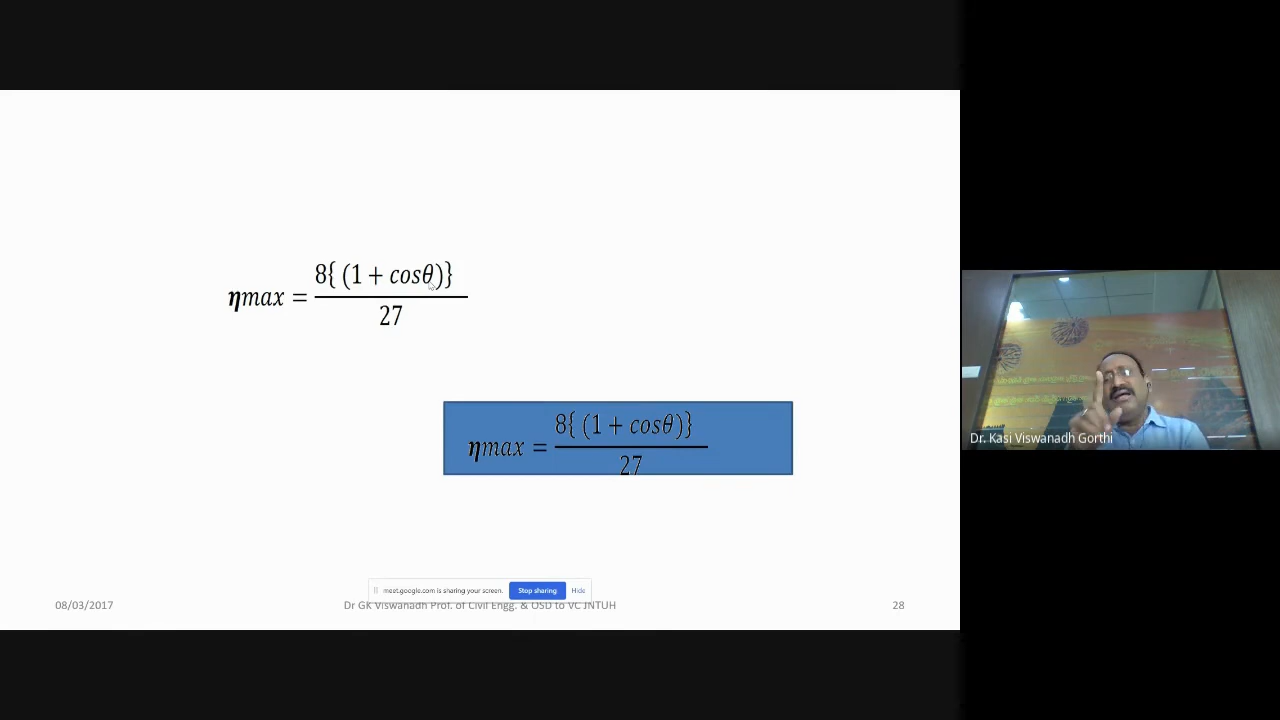 ηmax = 8{ (1 + cosθ)} / 27
ηmax = 8{ (1 + cosθ)} / 27
meet.google.com is sharing your screen. Stop sharing Hide
08/03/2017 Dr GK Viswanadh Prof. of Civil Engg. & OSD to VC JNTUH 28
Dr. Kasi Viswanadh Gorthi